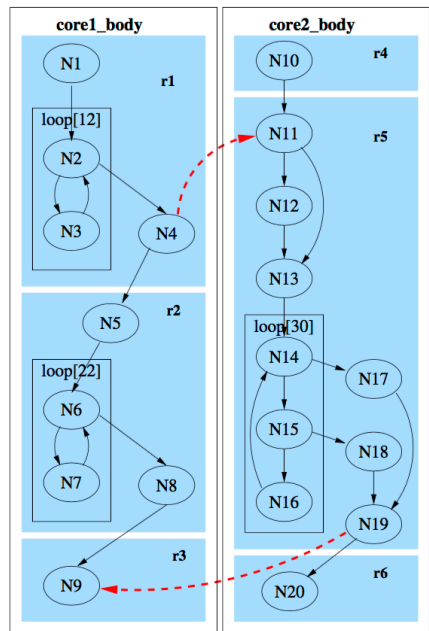 core1_body
N1
r1
loop[12]
N2
N3
N4
r2
N5
loop[22]
N6
N7
N8
r3
N9
core2_body
N10
r4
N11
r5
N12
N13
loop[30]
N14
N17
N15
N18
N16
N19
r6
N20